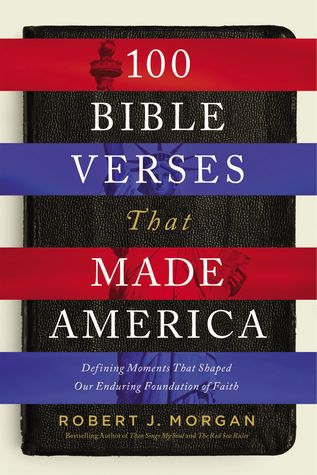 100
BIBLE
VERSES
That
MADE
AMERICA
Defining Moments That Shaped
Our Enduring Foundation of Faith
ROBERT J. MORGAN
Bestselling Author of Then Sings My Soul and The Red Sea Rules